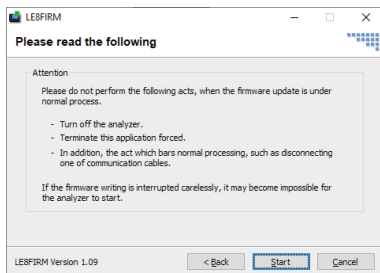 LE8FIRM
Please read the following
Attention
Please do not perform the following acts, when the firmware update is under
normal process.
- Turn off the analyzer.
- Terminate this application forced.
- In addition, the act which bars normal processing, such as disconnecting
one of communication cables.
If the firmware writing is interrupted carelessly, it may become impossible for
the analyzer to start.
LE8FIRM Version 1.09
< Back
Start
Cancel